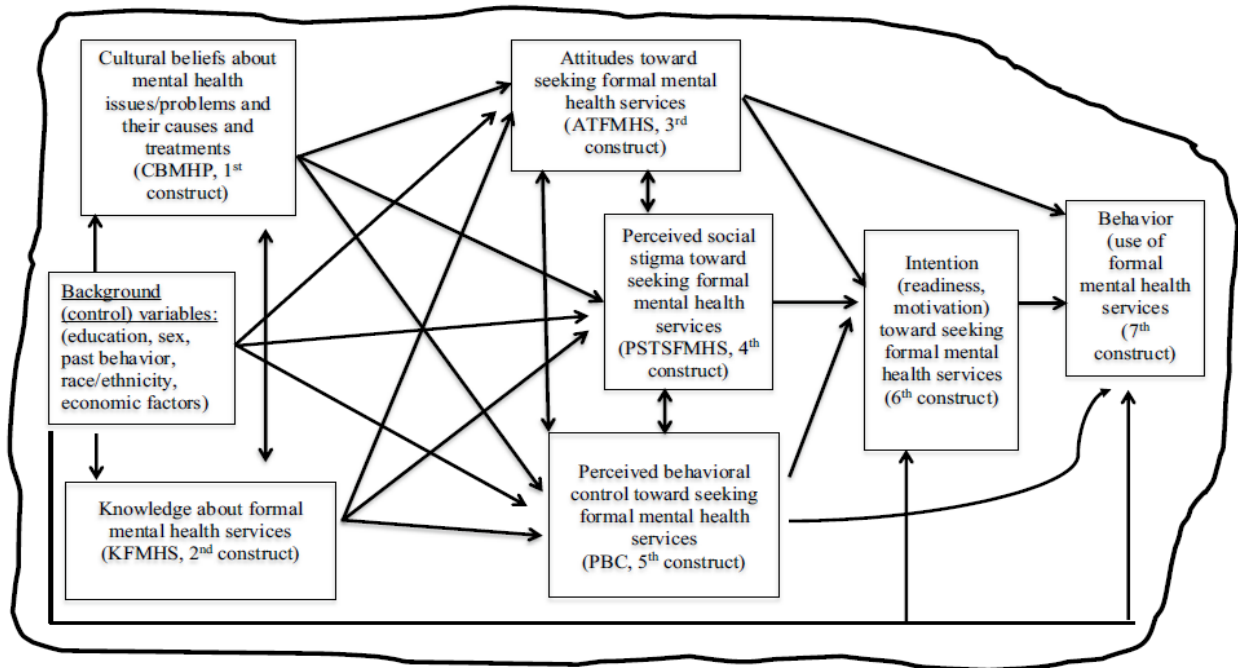 Cultural beliefs about
mental health
issues/problems and
their causes and
treatments
(CBMHP, 1st
construct)
Background
(control) variables:
(education, sex,
past behavior,
race/ethnicity,
economic factors)
Knowledge about formal
mental health services
(KFMHS, 2nd construct)
Attitudes toward
seeking formal mental
health services
(ATFMHS, 3rd
construct)
Perceived social
stigma toward
seeking formal
mental health
services
(PSTSFMHS, 4th
construct)
Perceived behavioral
control toward seeking
formal mental health
services
(PBC, 5th construct)
Intention
(readiness,
motivation)
toward seeking
formal mental
health services
(6th construct)
Behavior
(use of
formal
mental health
services
(7th
construct)